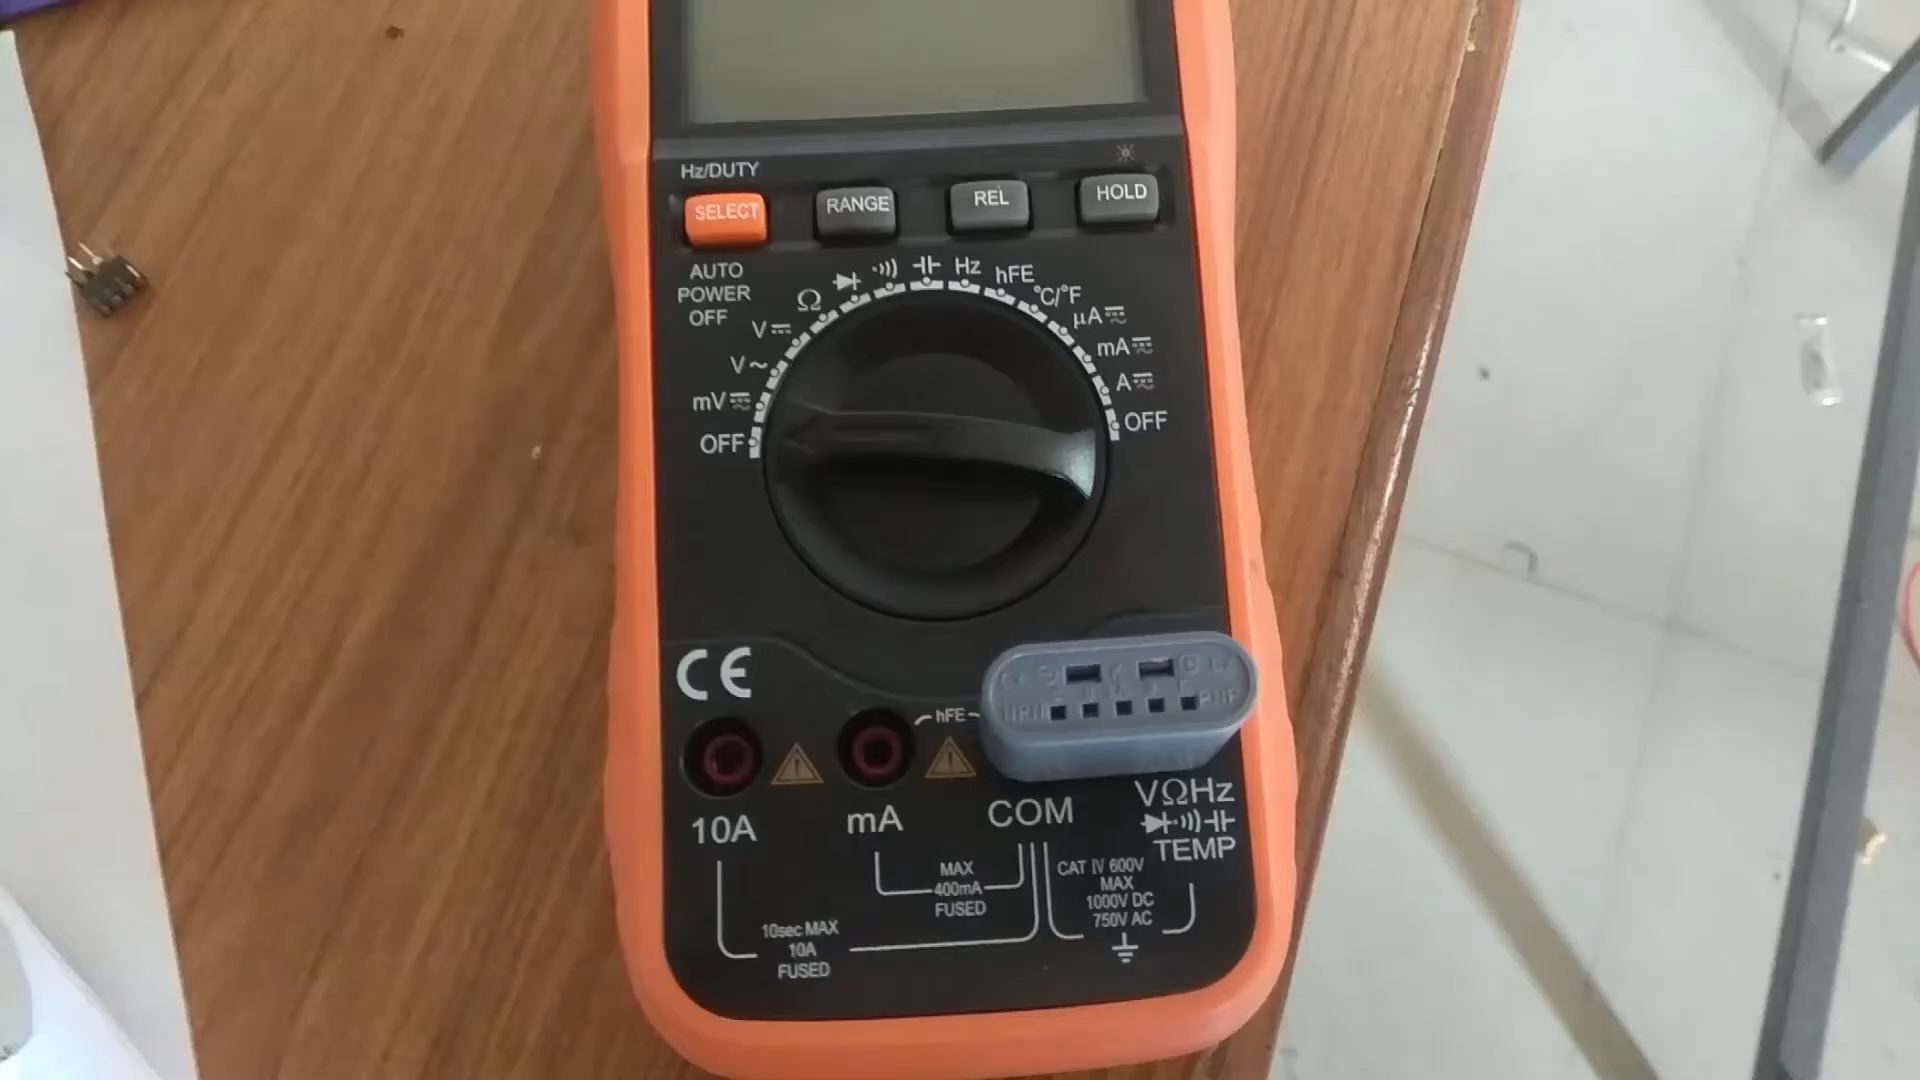 Hz/DUTY
SELECT
RANGE
REL
HOLD
AUTO
POWER
OFF
OFF
mV
V~
V
Ω
Hz
hFE
°C/°F
µA
mA
A
OFF
CE
hFE
NPN
PNP
10A
mA
COM
VΩHz
TEMP
MAX
400mA
FUSED
CAT IV 600V
MAX
1000V DC
750V AC
10sec MAX
10A
FUSED